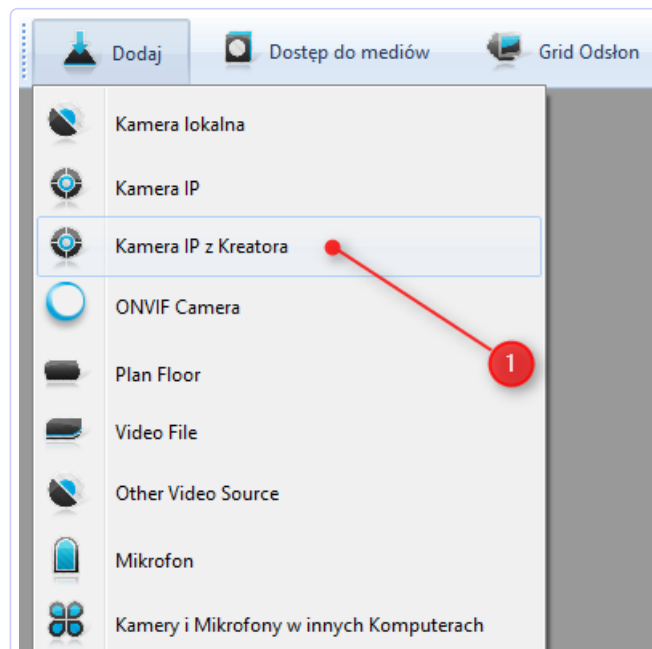 Dodaj
Dostęp do mediów
Grid Odsłon
Kamera lokalna
Kamera IP
Kamera IP z Kreatora
ONVIF Camera
1
Plan Floor
Video File
Other Video Source
Mikrofon
Kamery i Mikrofony w innych Komputerach